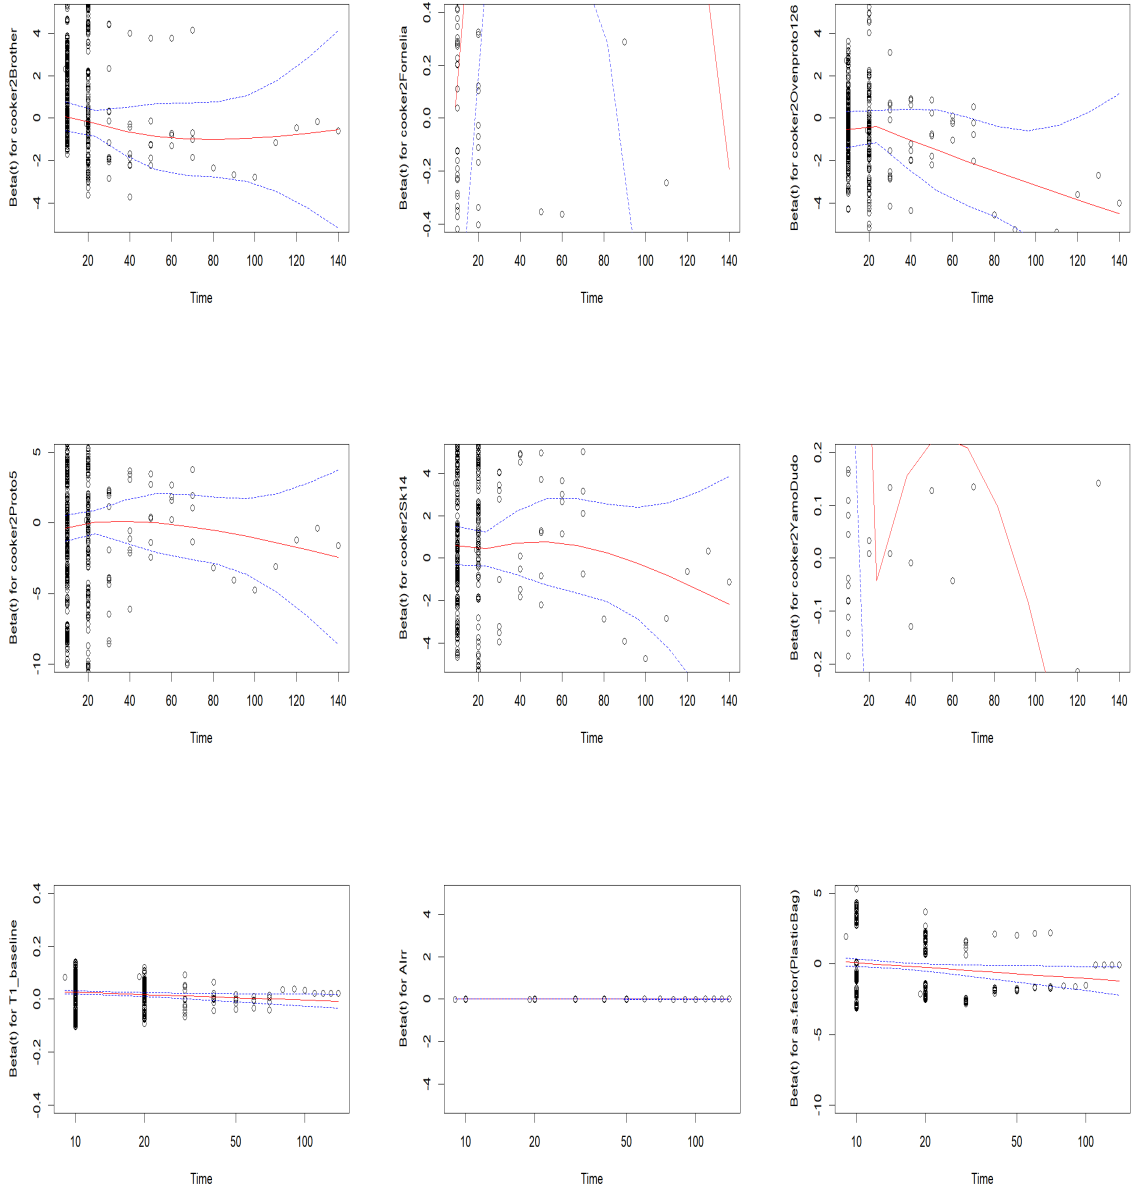 Beta(t) for cooker2Brother
4
2
0
-2
-4
20 40 60 80 100 120 140
Time
Beta(t) for cooker2Fornelia
0.4
0.2
0.0
-0.2
-0.4
20 40 60 80 100 120 140
Time
Beta(t) for cooker2Ovenproto126
4
2
0
-2
-4
20 40 60 80 100 120 140
Time
Beta(t) for cooker2Proto5
5
0
-5
-10
20 40 60 80 100 120 140
Time
Beta(t) for cooker2Sk14
4
2
0
-2
-4
20 40 60 80 100 120 140
Time
Beta(t) for cooker2YamoDudo
0.2
0.1
0.0
-0.1
-0.2
20 40 60 80 100 120 140
Time
Beta(t) for T1_baseline
0.4
0.2
0.0
-0.2
-0.4
10 20 50 100
Time
Beta(t) for AIrr
4
2
0
-2
-4
10 20 50 100
Time
Beta(t) for as.factor(PlasticBag)
5
0
-5
-10
10 20 50 100
Time